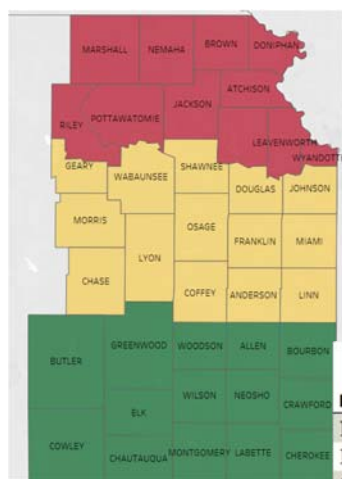 MARSHALL NEMAHA BROWN DONIPHAN
ATCHISON
JACKSON
RILEY POTTAWATOMIE
LEAVENWORTH
WYANDOTTE
GEARY WABAUNSEE SHAWNEE DOUGLAS JOHNSON
MORRIS OSAGE FRANKLIN MIAMI
LYON
CHASE COFFEY ANDERSON LINN
BUTLER GREENWOOD WOODSON ALLEN BOURBON
WILSON NEOSHO CRAWFORD
ELK
COWLEY CHAUTAUQUA MONTGOMERY LABETTE CHEROKEE